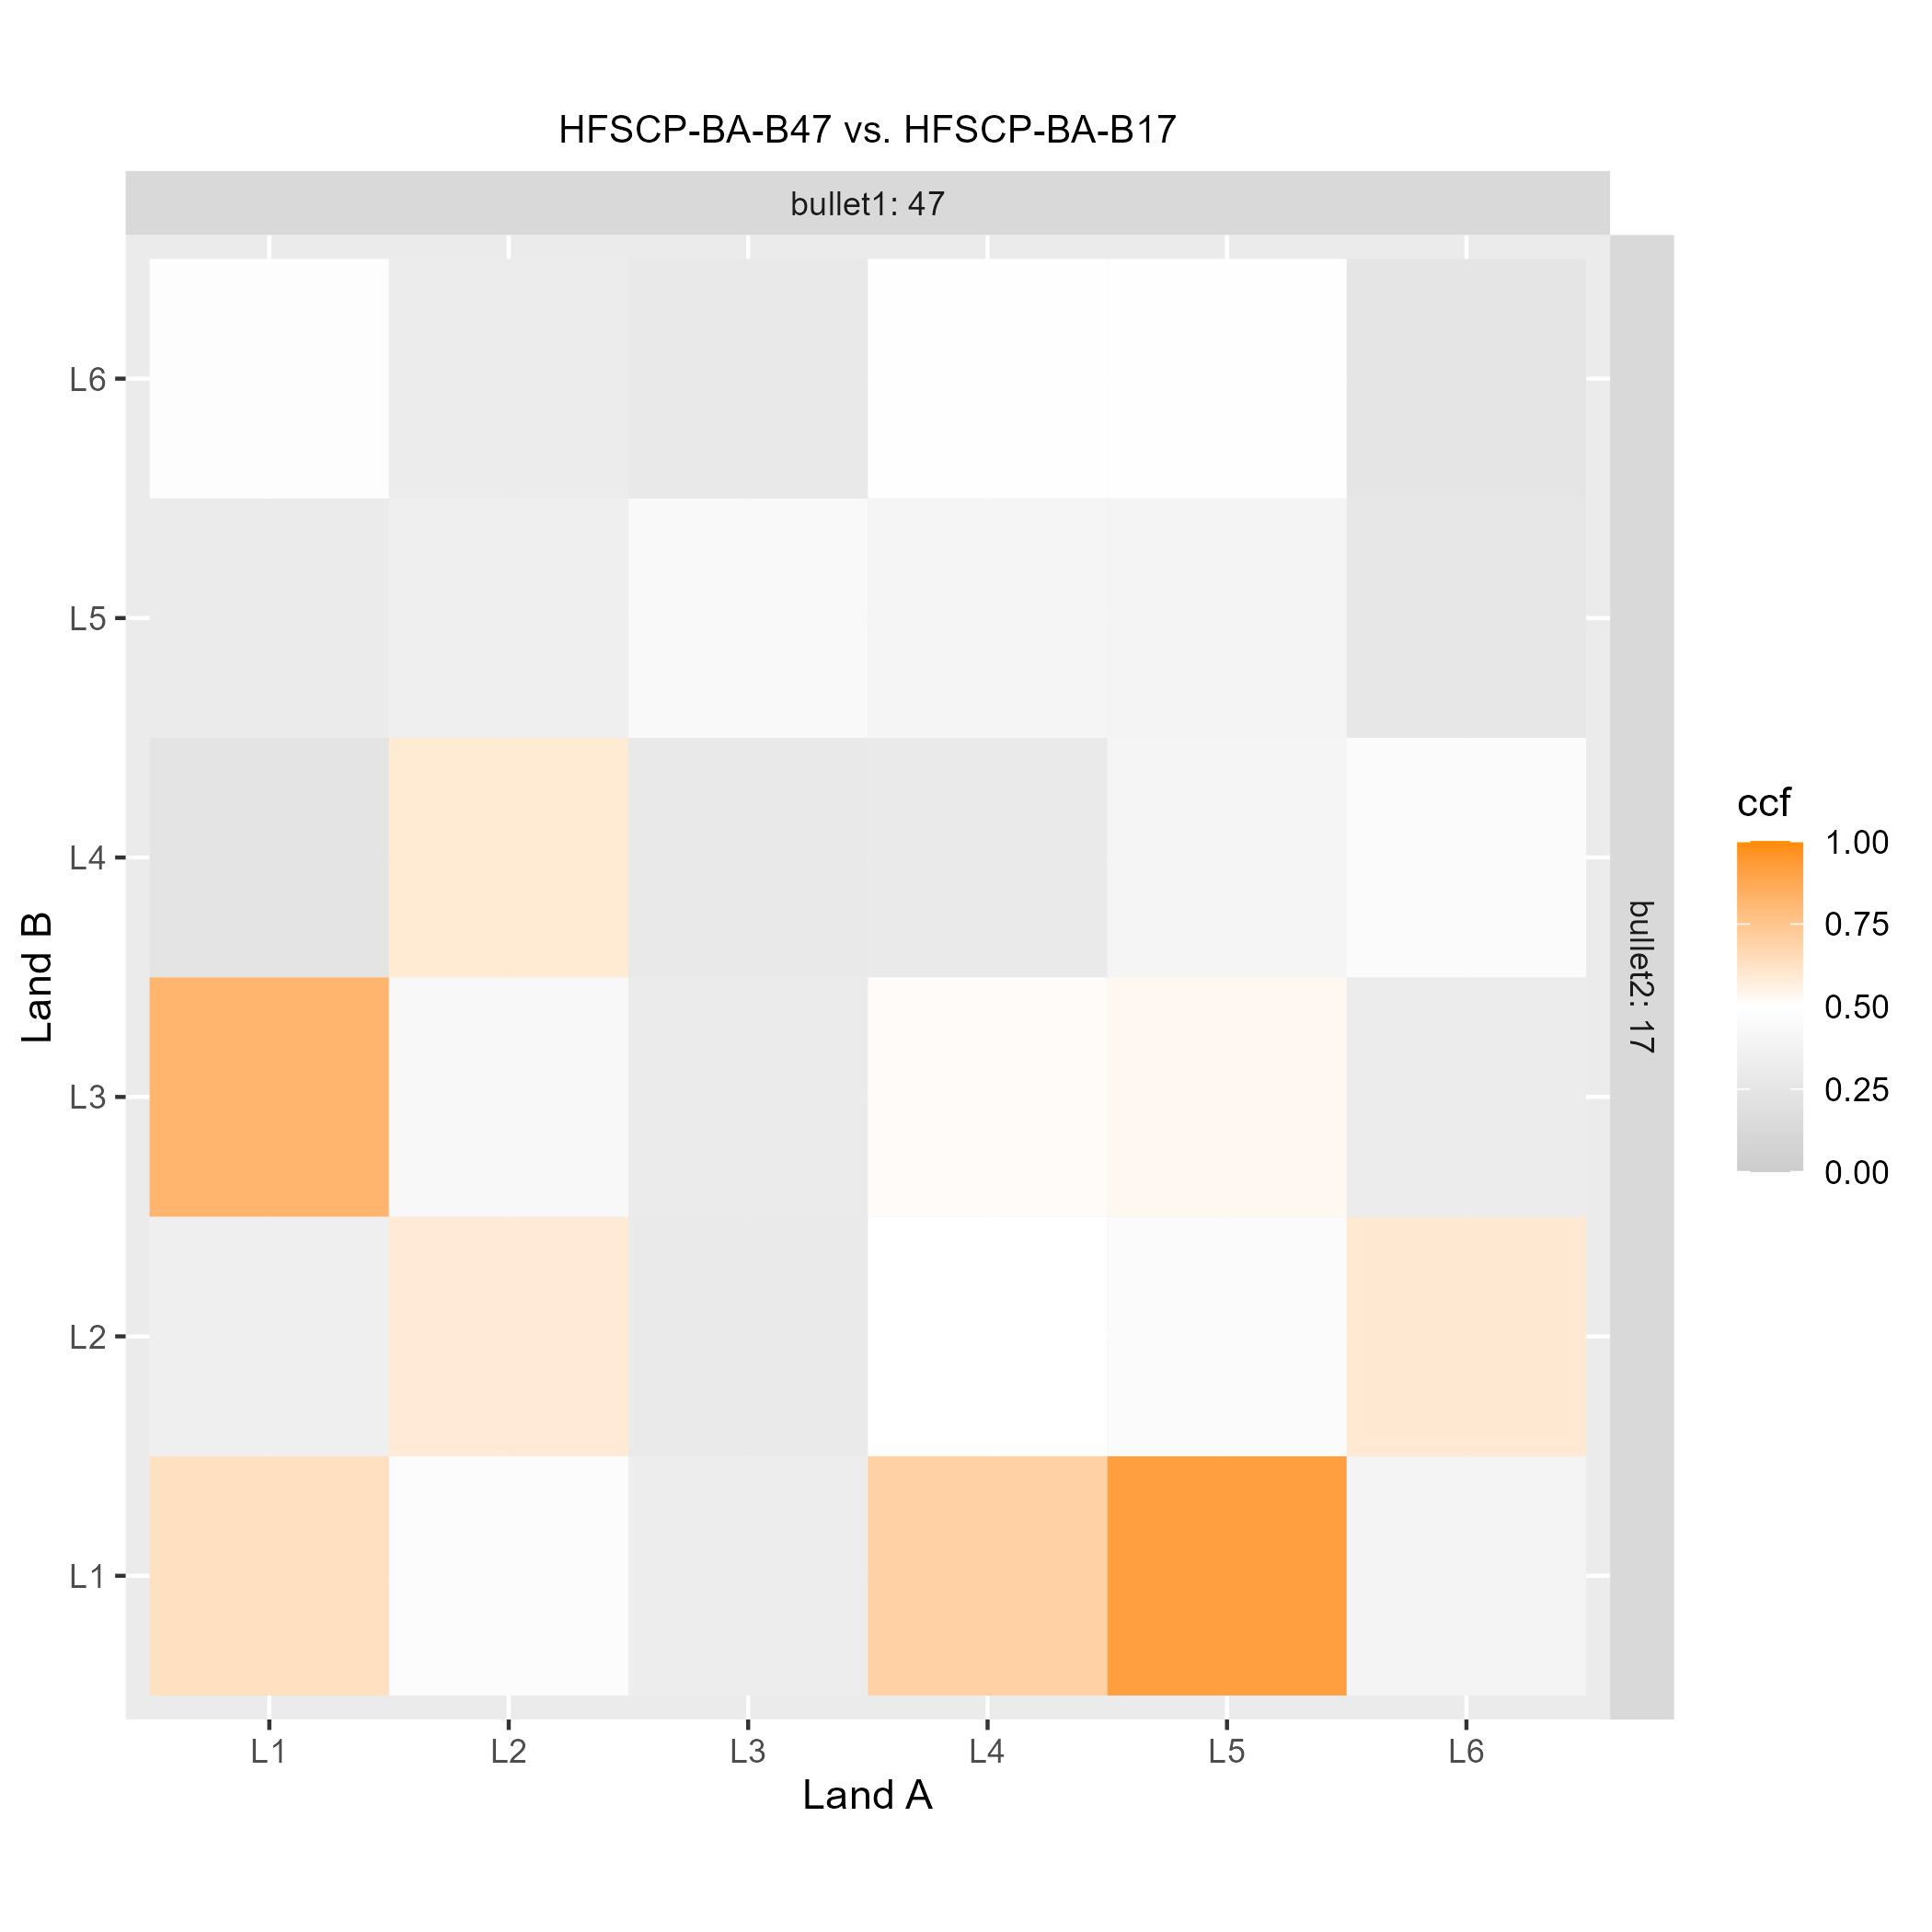 HFSCP-BA-B47 vs. HFSCP-BA-B17
bullet1: 47
L6
L5
L4
L3
L2
L1
Land B
bullet2: 17
L1 L2 L3 L4 L5 L6
Land A
ccf
1.00
0.75
0.50
0.25
0.00